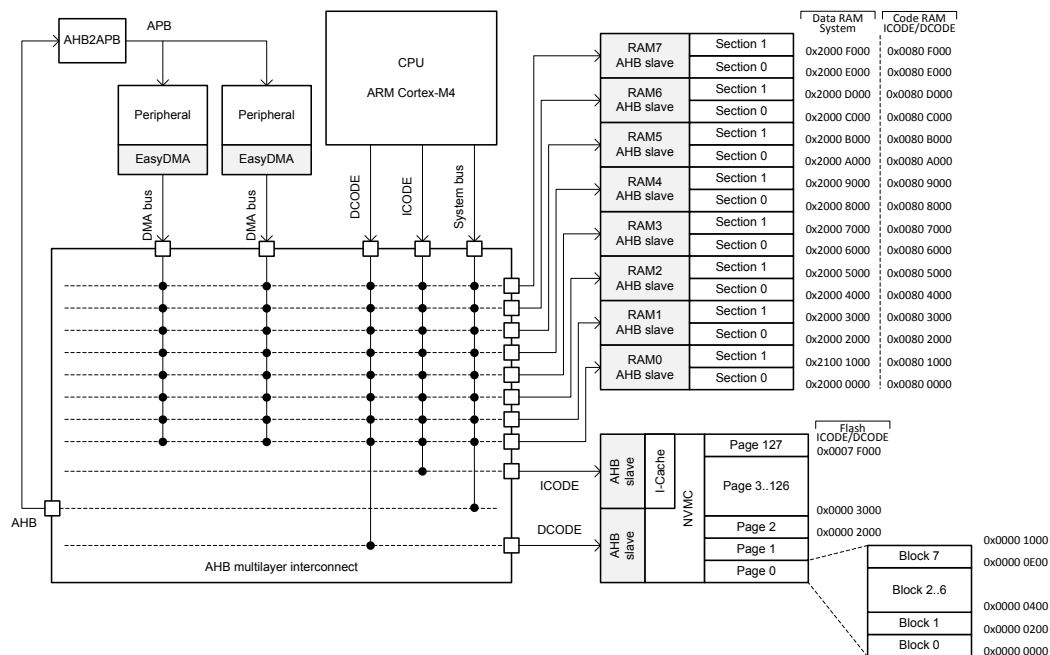 AHB2APB
APB
Peripheral
EasyDMA
Peripheral
EasyDMA
CPU
ARM Cortex-M4
DMA bus
DMA bus
DCODE
ICODE
System bus
AHB
AHB multilayer interconnect
ICODE
DCODE
Data RAM
System
Code RAM
ICODE/DCODE
RAM7
AHB slave
Section 1
0x2000 F000
0x0080 F000
Section 0
0x2000 E000
0x0080 E000
RAM6
AHB slave
Section 1
0x2000 D000
0x0080 D000
Section 0
0x2000 C000
0x0080 C000
RAM5
AHB slave
Section 1
0x2000 B000
0x0080 B000
Section 0
0x2000 A000
0x0080 A000
RAM4
AHB slave
Section 1
0x2000 9000
0x0080 9000
Section 0
0x2000 8000
0x0080 8000
RAM3
AHB slave
Section 1
0x2000 7000
0x0080 7000
Section 0
0x2000 6000
0x0080 6000
RAM2
AHB slave
Section 1
0x2000 5000
0x0080 5000
Section 0
0x2000 4000
0x0080 4000
RAM1
AHB slave
Section 1
0x2000 3000
0x0080 3000
Section 0
0x2000 2000
0x0080 2000
RAM0
AHB slave
Section 1
0x2100 1000
0x0080 1000
Section 0
0x2000 0000
0x0080 0000
Flash
ICODE/DCODE
AHB
slave
I-Cache
AHB
slave
NVMC
Page 127
0x0007 F000
Page 3..126
0x0000 3000
Page 2
0x0000 2000
Page 1
0x0000 1000
Page 0
Block 7
0x0000 0E00
Block 2..6
0x0000 0400
Block 1
0x0000 0200
Block 0
0x0000 0000